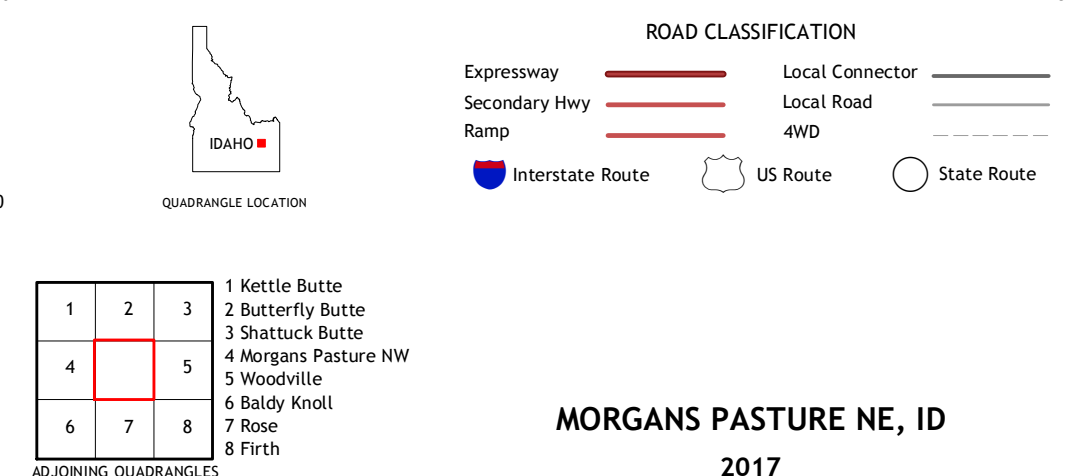 IDAHO
QUADRANGLE LOCATION
ROAD CLASSIFICATION
Expressway
Local Connector
Secondary Hwy
Local Road
Ramp
4WD
Interstate Route
US Route
State Route
0
1 2 3
4 5
6 7 8
1 Kettle Butte
2 Butterfly Butte
3 Shattuck Butte
4 Morgans Pasture NW
5 Woodville
6 Baldy Knoll
7 Rose
8 Firth
ADJOINING QUADRANGLES
MORGANS PASTURE NE, ID
2017